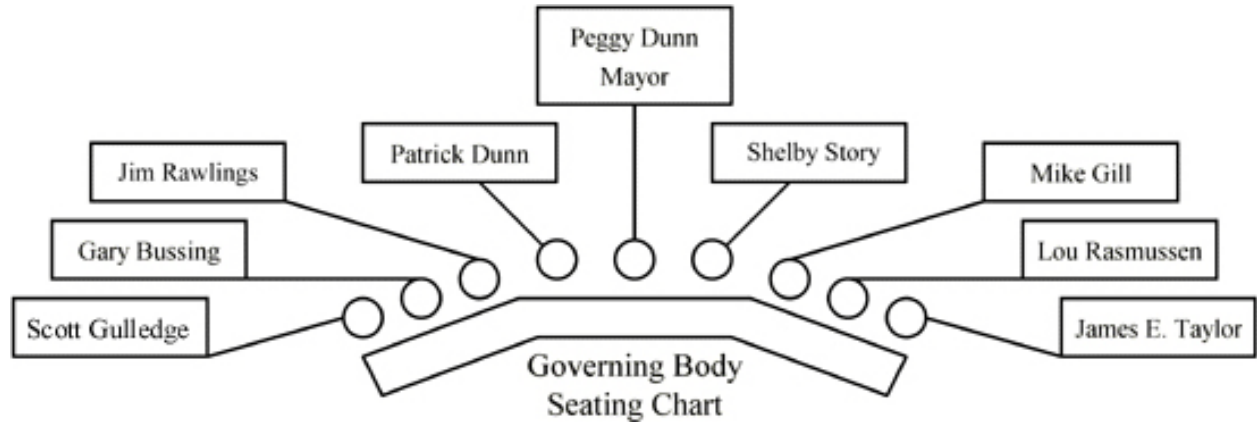 Peggy Dunn
Mayor
Patrick Dunn
Shelby Story
Jim Rawlings
Mike Gill
Gary Bussing
Lou Rasmussen
Scott Gulledge
James E. Taylor
Governing Body
Seating Chart